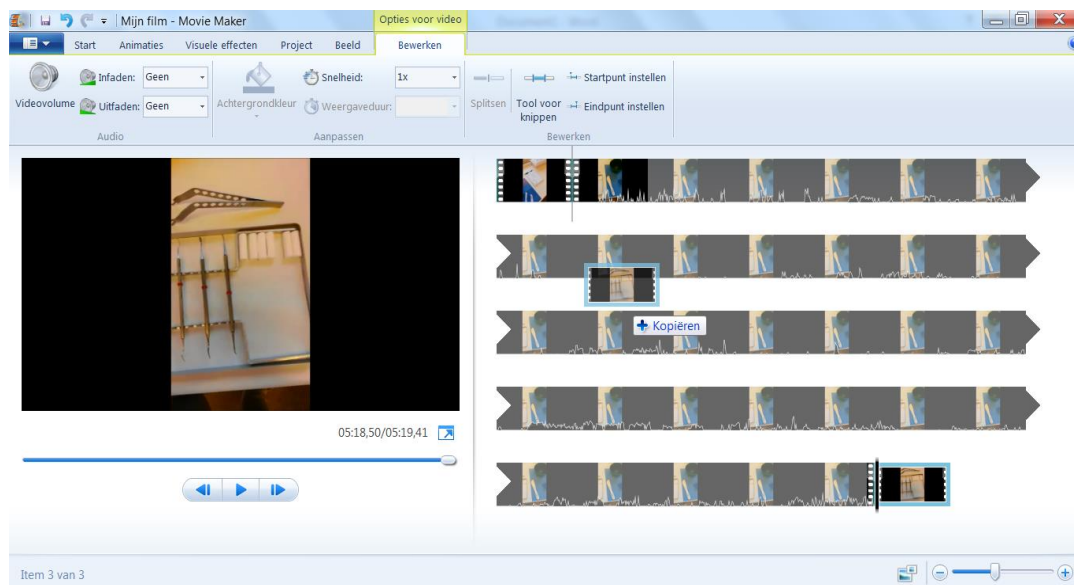 Mijn film - Movie Maker
Opties voor video
Start Animaties Visuele effecten Project Beeld Bewerken
Videovolume
Infaden: Geen
Uitfaden: Geen
Audio
Achtergrondkleur
Snelheid: 1x
Weergaveduur:
Aanpassen
Splitsen
Tool voor knippen
Startpunt instellen
Eindpunt instellen
Bewerken
Kopiëren
05:18,50/05:19,41
Item 3 van 3